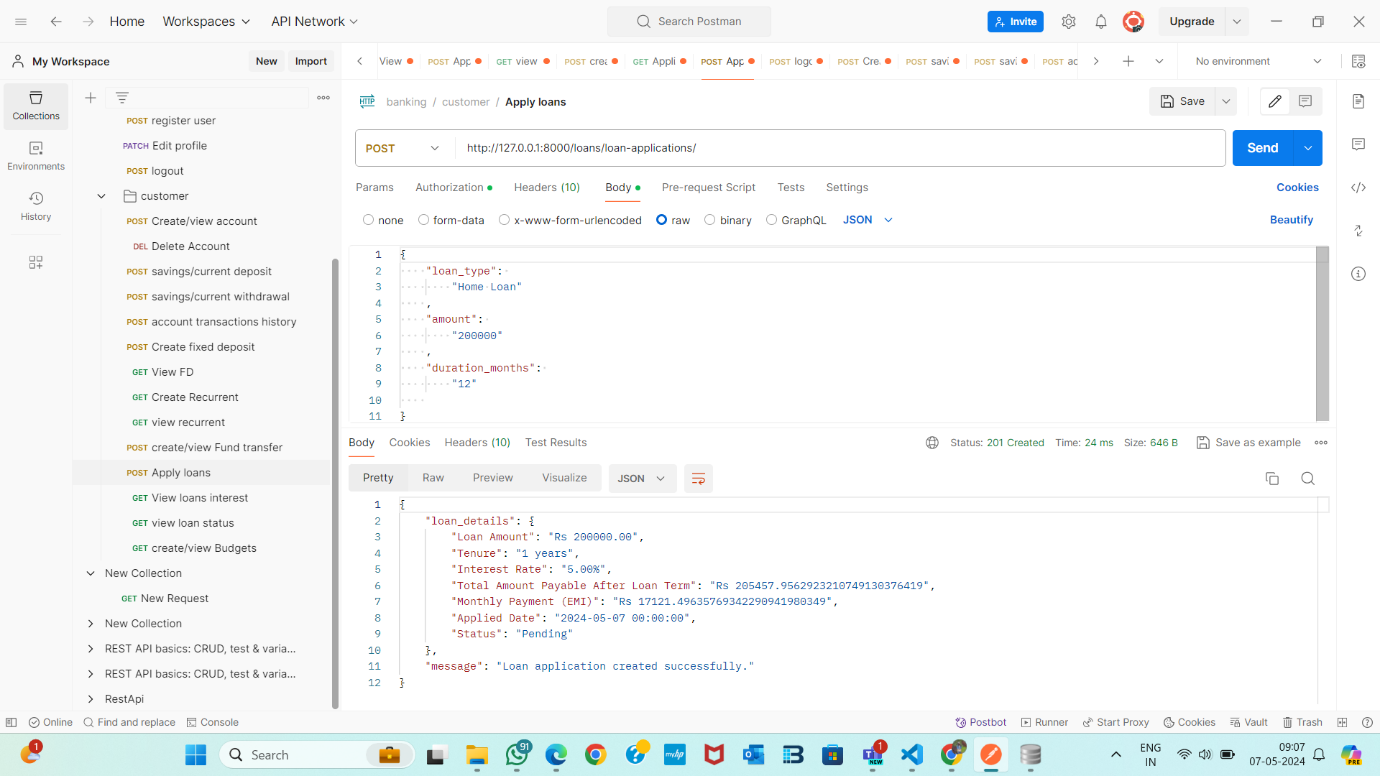 Home Workspaces API Network Search Postman Invite Upgrade
My Workspace New Import View POST App GET view POST crea GET Appli POST App POST logo POST Cre POST savi POST savi POST ac No environment
Collections
Environments
History
POST register user
PATCH Edit profile
POST logout
customer
POST Create/view account
DEL Delete Account
POST savings/current deposit
POST savings/current withdrawal
POST account transactions history
POST Create fixed deposit
GET View FD
GET Create Recurrent
GET view recurrent
POST create/view Fund transfer
POST Apply loans
GET View loans interest
GET view loan status
GET create/view Budgets
New Collection
GET New Request
New Collection
REST API basics: CRUD, test & varia...
REST API basics: CRUD, test & varia...
RestApi
HTTP banking / customer / Apply loans Save
POST http://127.0.0.1:8000/loans/loan-applications/ Send
Params Authorization Headers (10) Body Pre-request Script Tests Settings Cookies
none form-data x-www-form-urlencoded raw binary GraphQL JSON Beautify
1 {
2 "loan_type":
3 "Home Loan"
4 ,
5 "amount":
6 "200000"
7 ,
8 "duration_months":
9 "12"
10
11 }
Body Cookies Headers (10) Test Results Status: 201 Created Time: 24 ms Size: 646 B Save as example
Pretty Raw Preview Visualize JSON
1 {
2 "loan_details": {
3 "Loan Amount": "Rs 200000.00",
4 "Tenure": "1 years",
5 "Interest Rate": "5.00%",
6 "Total Amount Payable After Loan Term": "Rs 205457.9562923210749130376419",
7 "Monthly Payment (EMI)": "Rs 17121.49635769342290941980349",
8 "Applied Date": "2024-05-07 00:00:00",
9 "Status": "Pending"
10 },
11 "message": "Loan application created successfully."
12 }
Online Find and replace Console Postbot Runner Start Proxy Cookies Vault Trash
1 Search 91 myhp 1 NEW ENG IN 09:07 07-05-2024 PRE